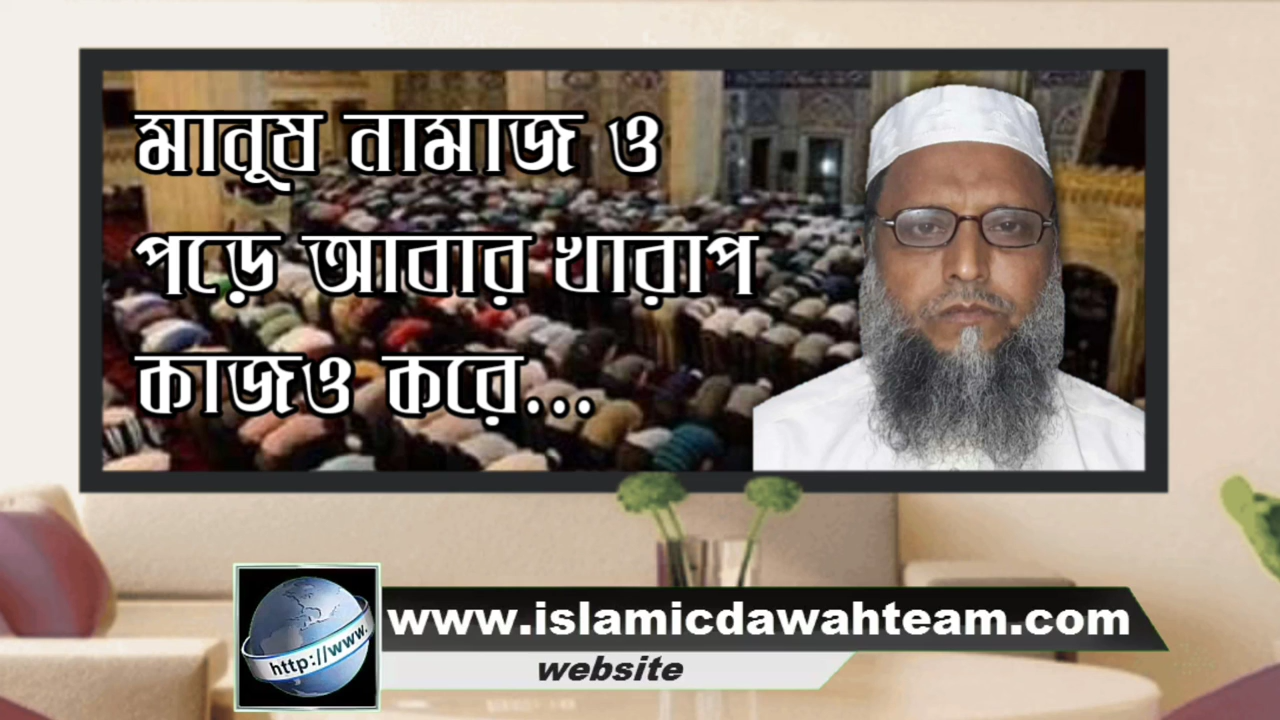 মানুষ নামাজ ও
পড়ে আবার খারাপ
কাজও করে...
http://www.
www.islamicdawahteam.com
website